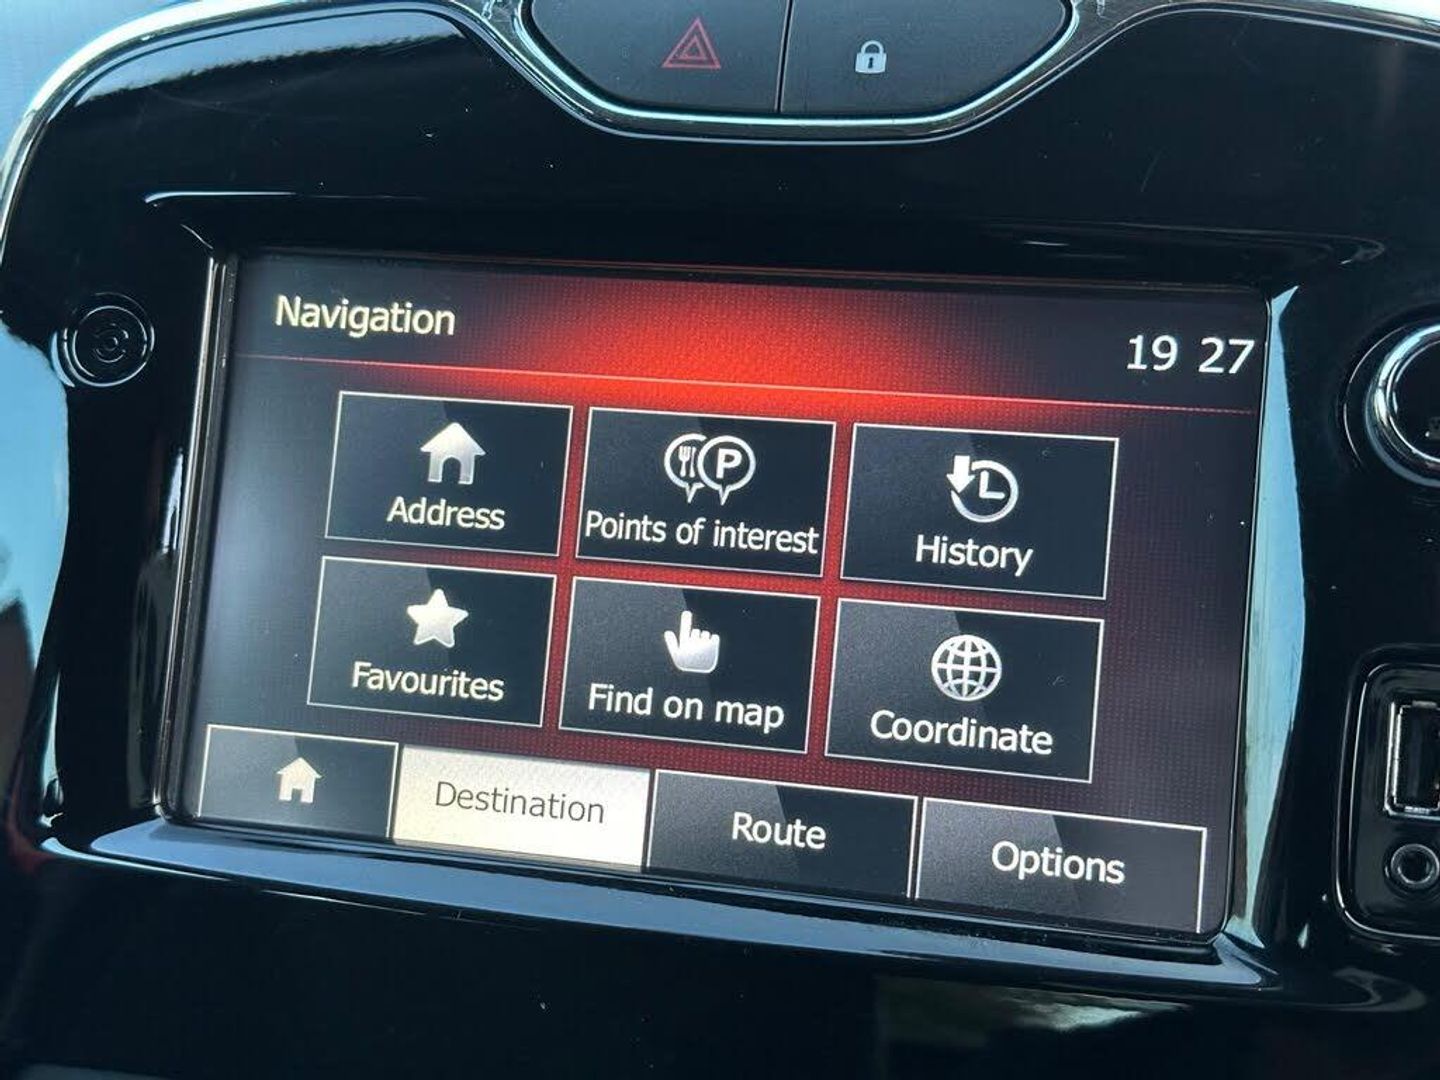 Navigation
19 27
Address
Points of interest
History
Favourites
Find on map
Coordinate
Destination
Route
Options